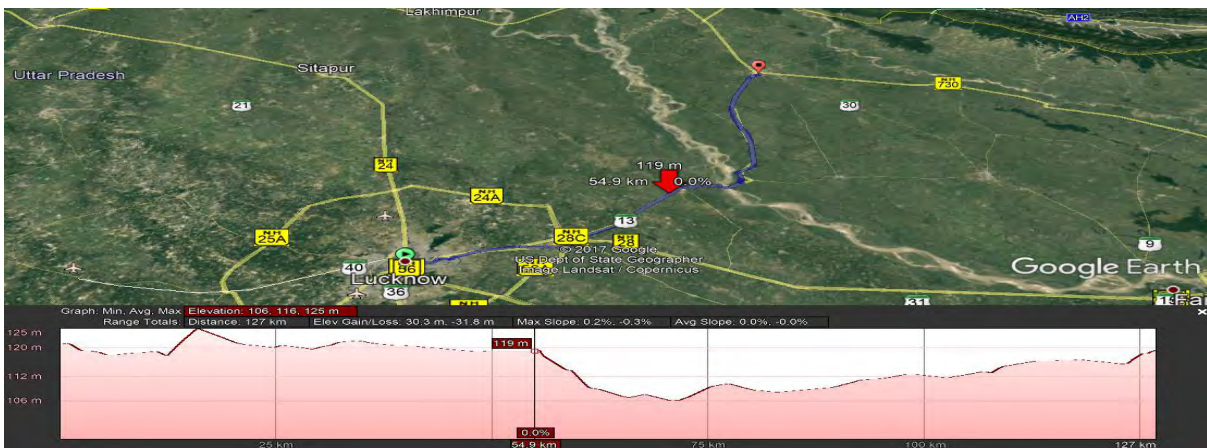 Lakhimpur
AH2
Uttar Pradesh
Sitapur
21
30
NH
730
NH
24
119 m
54.9 km 0.0%
NH
24A
13
NH
25A
NH
28C
28
9
© 2017 Google
US Dept of State Geographer
Image Landsat / Copernicus
Google Earth
40
56
Lucknow
36
NH
31
Graph: Min, Avg, Max Elevation: 106, 116, 125 m
Range Totals: Distance: 127 km Elev Gain/Loss: 30.3 m, -31.8 m Max Slope: 0.2%, -0.3% Avg Slope: 0.0%, -0.0%
x
125 m
120 m
119 m
112 m
106 m
0.0%
25 km
54.9 km
75 km
100 km
127 km